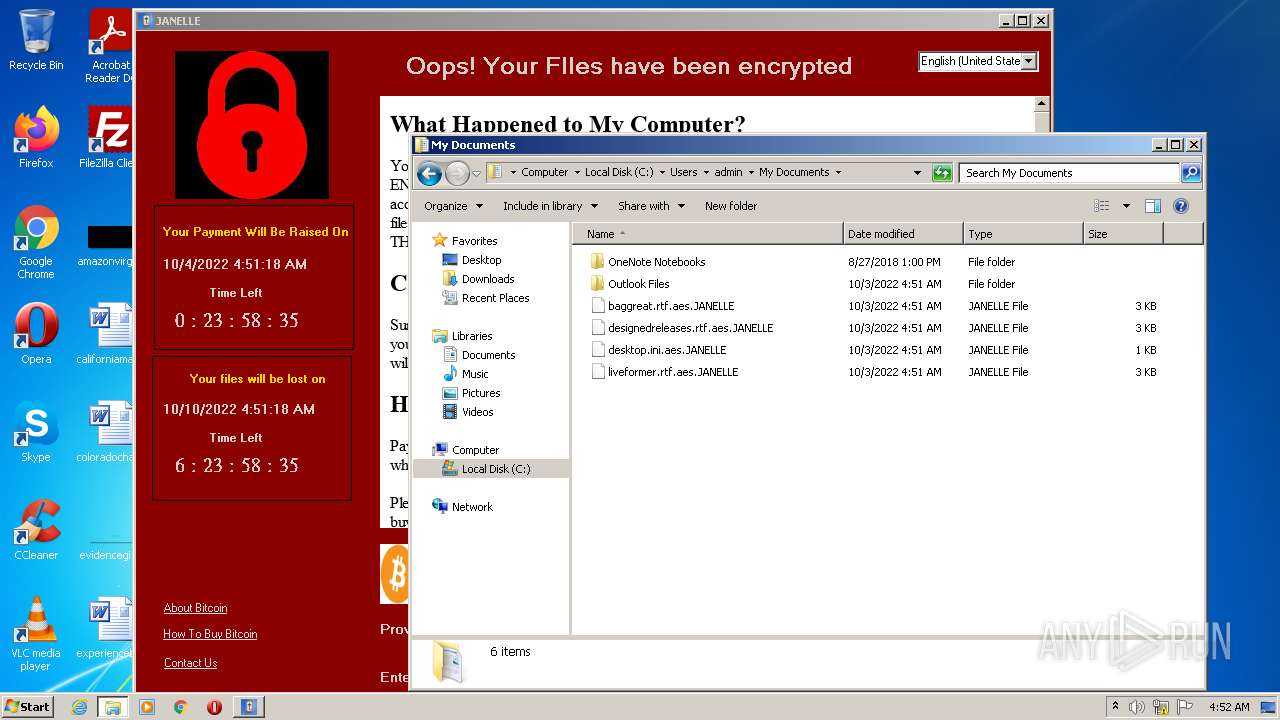 JANELLE
Recycle Bin
Acrobat
Reader D
Firefox
FileZilla Clie
Google
Chrome
amazonvirg
Opera
californiama
Skype
coloradocha
CCleaner
evidencegi
VLC media
player
experiencel
Oops! Your FIles have been encrypted
English (United State
Your Payment Will Be Raised On
10/4/2022 4:51:18 AM
Time Left
0 : 23 : 58 : 35
Your files will be lost on
10/10/2022 4:51:18 AM
Time Left
6 : 23 : 58 : 35
About Bitcoin
How To Buy Bitcoin
Contact Us
What Happened to My Computer?
Yo
EN
acc
file
TH
C
Sur
you
wil
H
Pay
wh
Ple
buy
Prov
Ente
My Documents
Computer
Local Disk (C:)
Users
admin
My Documents
Search My Documents
Organize
Include in library
Share with
New folder
Favorites
Desktop
Downloads
Recent Places
Libraries
Documents
Music
Pictures
Videos
Computer
Local Disk (C:)
Network
Name Date modified Type Size
OneNote Notebooks 8/27/2018 1:00 PM File folder
Outlook Files 10/3/2022 4:51 AM File folder
baggreat.rtf.aes.JANELLE 10/3/2022 4:51 AM JANELLE File 3 KB
designedreleases.rtf.aes.JANELLE 10/3/2022 4:51 AM JANELLE File 3 KB
desktop.ini.aes.JANELLE 10/3/2022 4:51 AM JANELLE File 1 KB
liveformer.rtf.aes.JANELLE 10/3/2022 4:51 AM JANELLE File 3 KB
6 items
ANY RUN
Start
4:52 AM